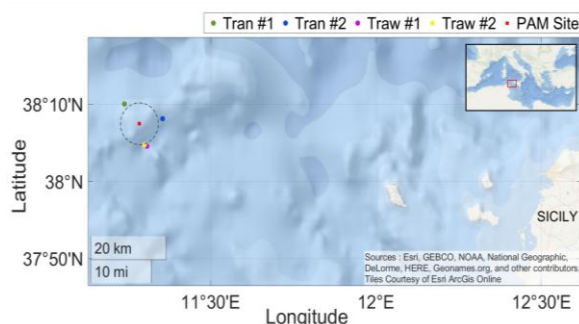 Tran #1 Tran #2 Traw #1 Traw #2 PAM Site
38°10'N
38°N
37°50'N
Latitude
20 km
10 mi
SICILY
Sources : Esri, GEBCO, NOAA, National Geographic,
DeLorme, HERE, Geonames.org, and other contributors
Tiles Courtesy of Esri ArcGis Online
11°30'E 12°E 12°30'E
Longitude